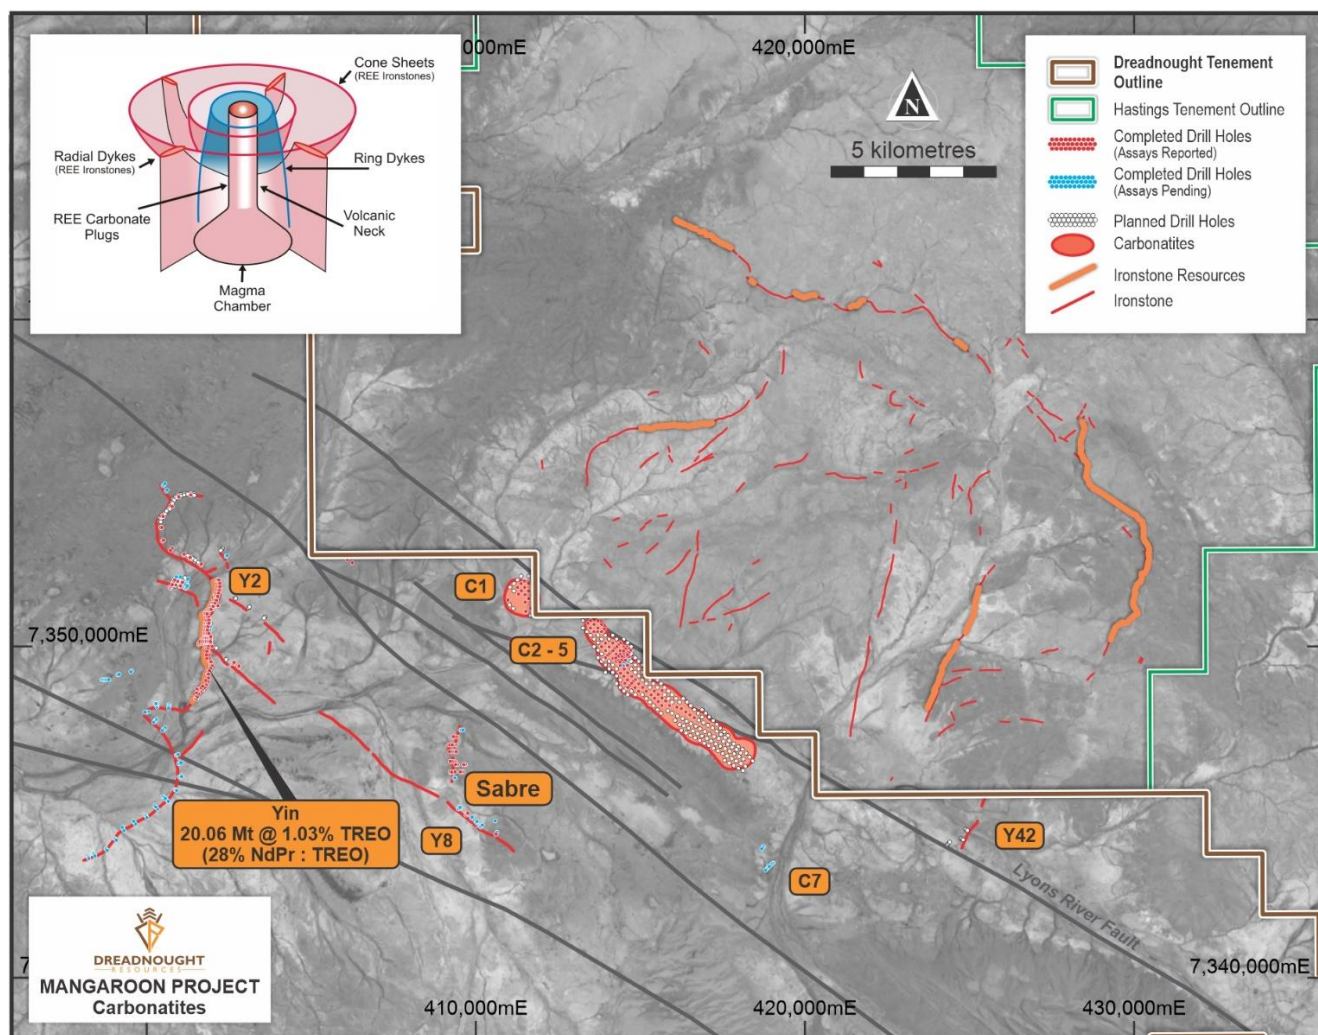 000mE
420,000mE
Cone Sheets
(REE Ironstones)
Radial Dykes
(REE Ironstones)
Ring Dykes
REE Carbonate
Plugs
Volcanic
Neck
Magma
Chamber
N
5 kilometres
Dreadnought Tenement
Outline
Hastings Tenement Outline
Completed Drill Holes
(Assays Reported)
Completed Drill Holes
(Assays Pending)
Planned Drill Holes
Carbonatites
Ironstone Resources
Ironstone
Y2
C1
7,350,000mE
C2 - 5
Sabre
Yin
20.06 Mt @ 1.03% TREO
(28% NdPr : TREO)
Y8
Y42
C7
Lyons River Fault
DREADNOUGHT
RESOURCES
MANGAROON PROJECT
Carbonatites
7,340,000mE
410,000mE
420,000mE
430,000mE